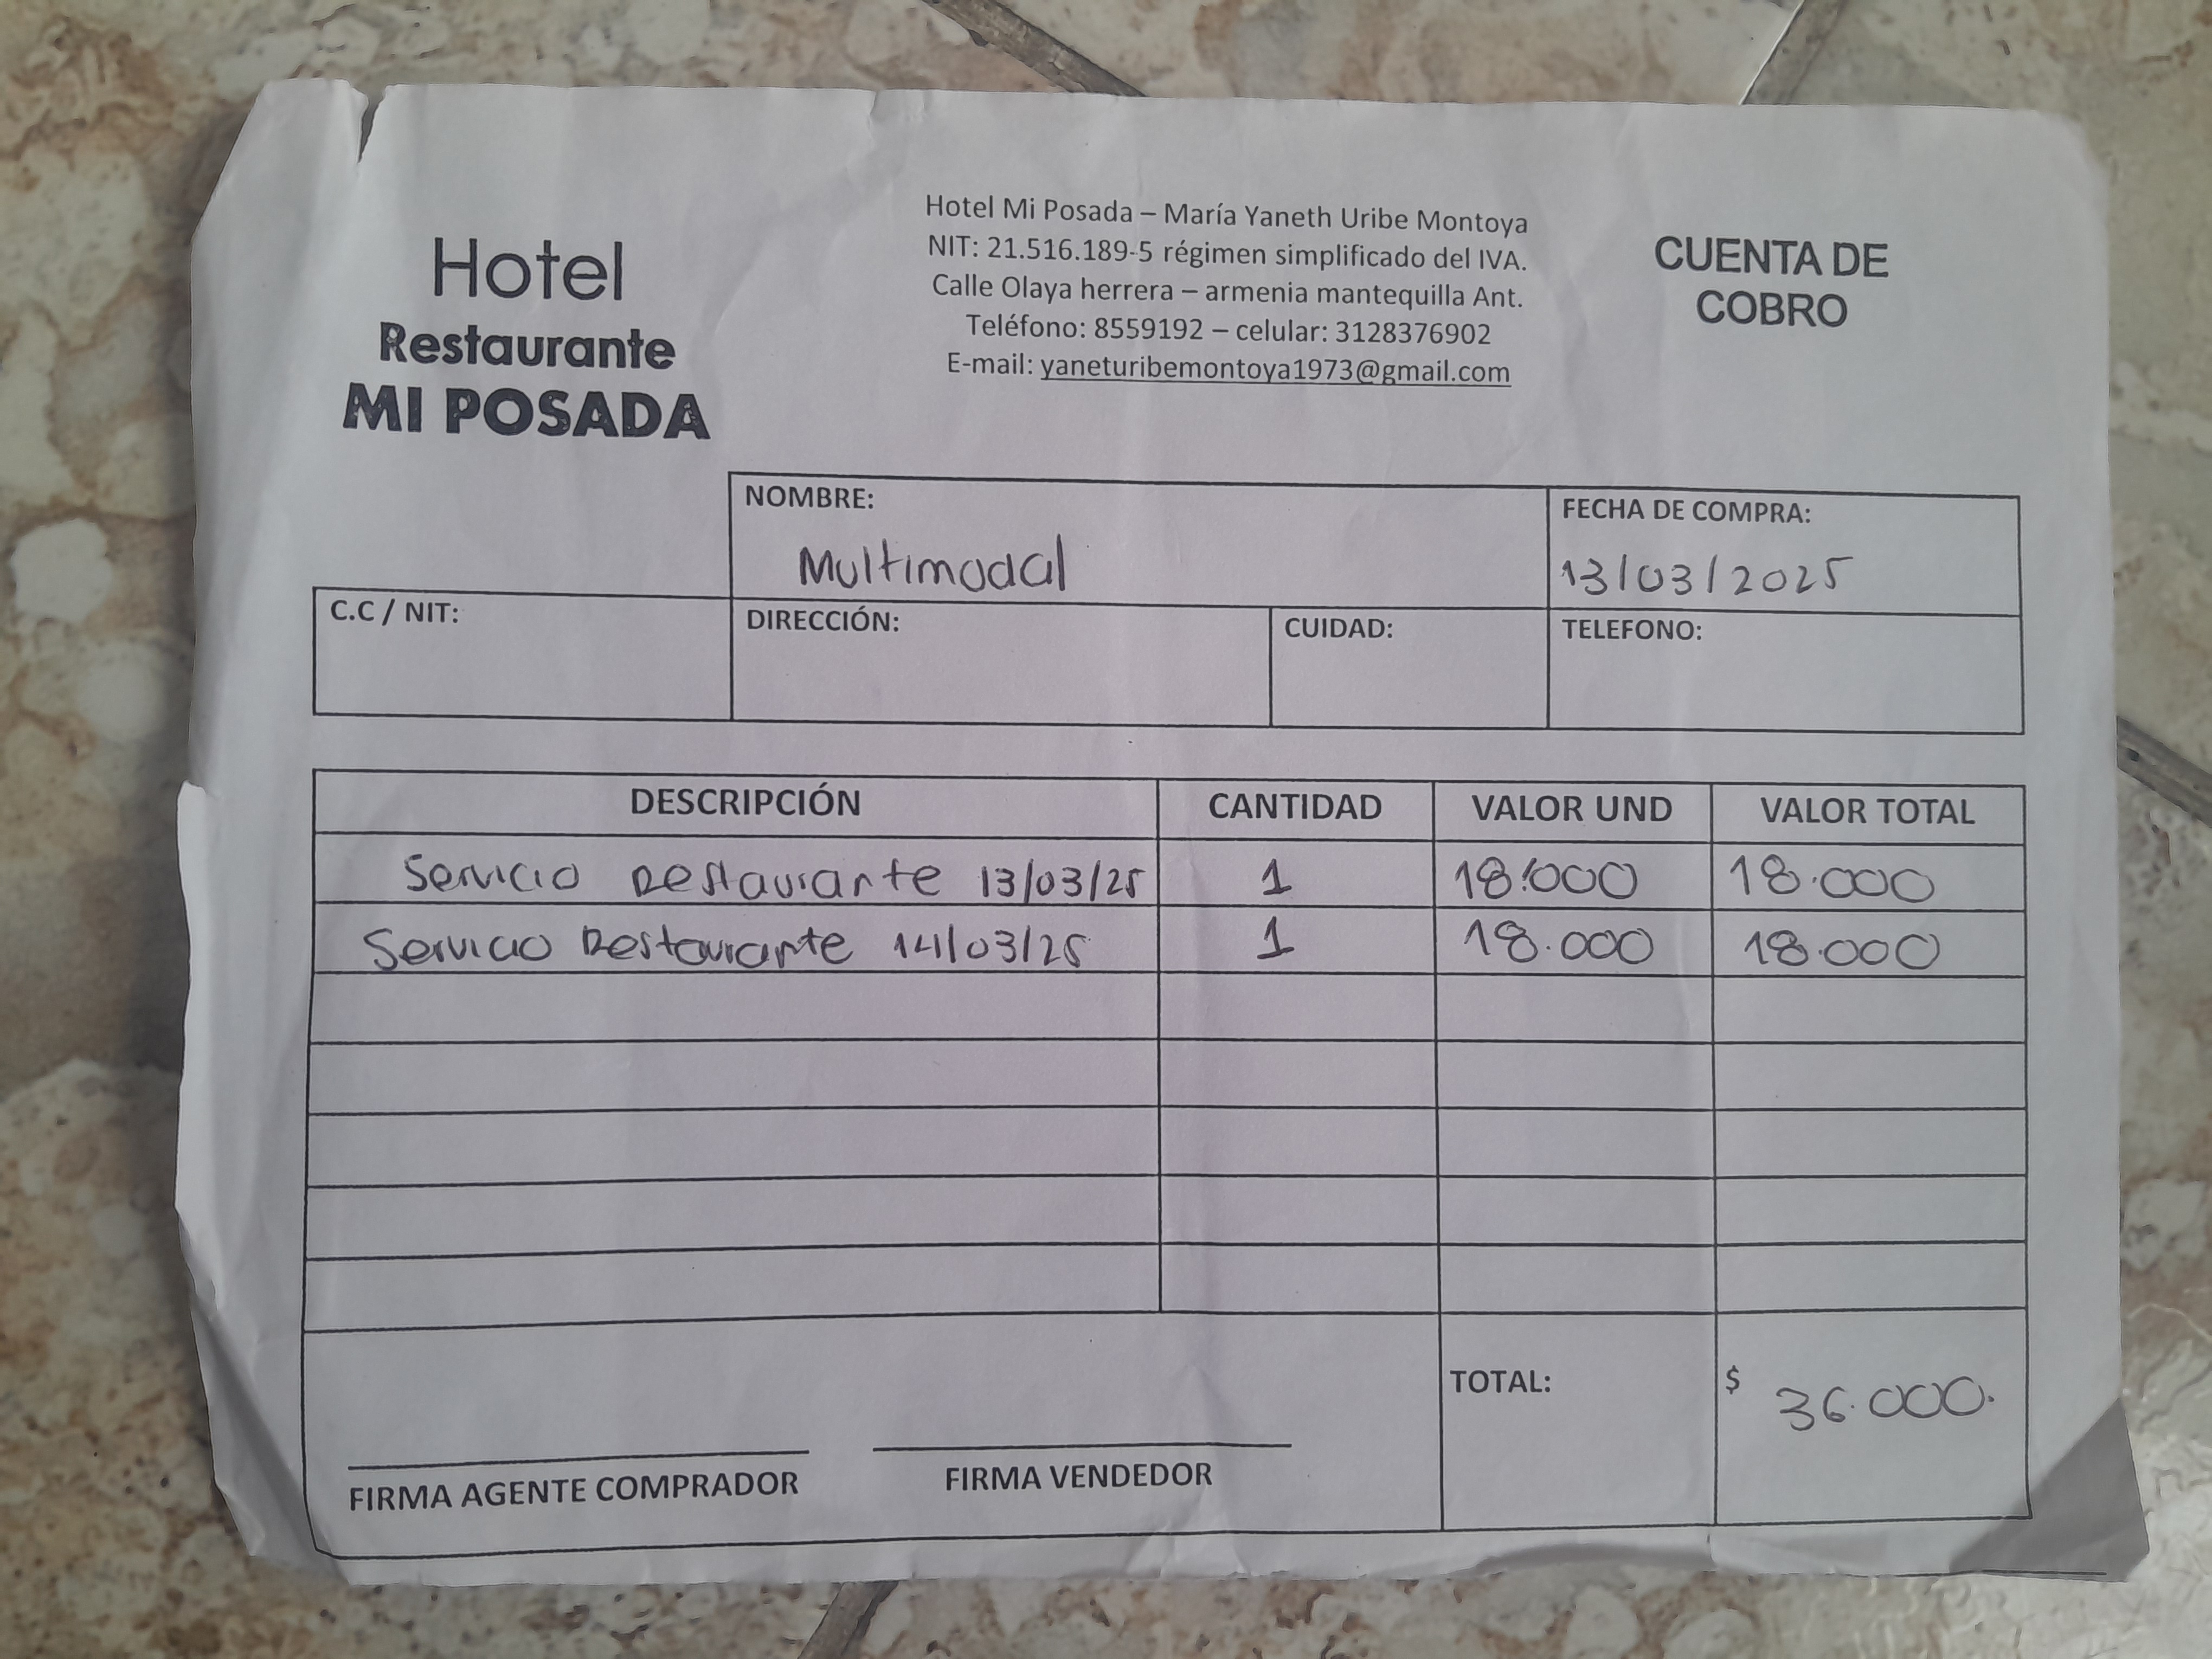 Hotel
Restaurante
MI POSADA
Hotel Mi Posada – María Yaneth Uribe Montoya
NIT: 21.516.189-5 régimen simplificado del IVA.
Calle Olaya herrera – armenia mantequilla Ant.
Teléfono: 8559192 – celular: 3128376902
E-mail: yaneturibemontoya1973@gmail.com
CUENTA DE
COBRO
NOMBRE: FECHA DE COMPRA:
Multimodal 13/03/2025
C.C / NIT: DIRECCIÓN: CUIDAD: TELEFONO:
DESCRIPCIÓN CANTIDAD VALOR UND VALOR TOTAL
Servicio Restaurante 13/03/25 1 18.000 18.000
Servicio Restaurante 14/03/25 1 18.000 18.000
TOTAL: $ 36.000.
FIRMA AGENTE COMPRADOR FIRMA VENDEDOR